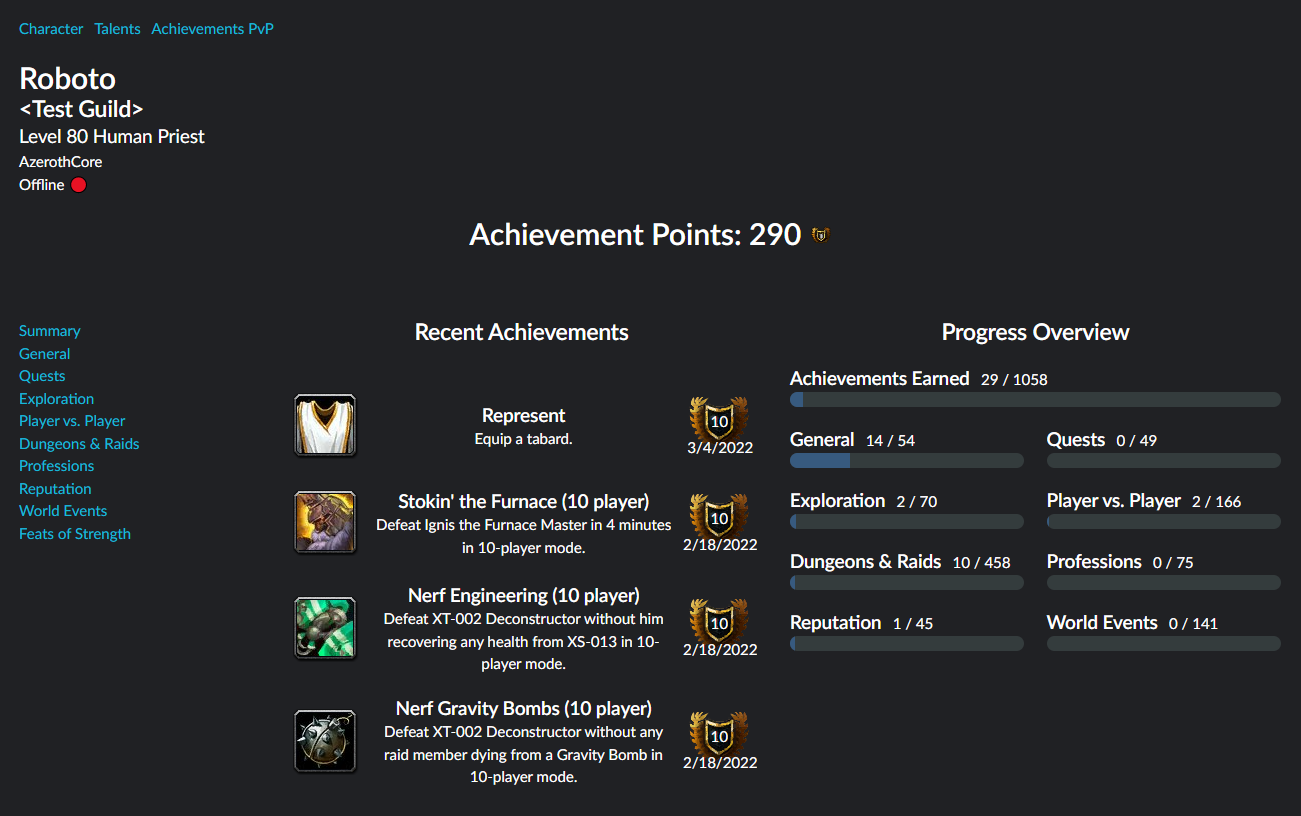 Character Talents Achievements PvP
Roboto
<Test Guild>
Level 80 Human Priest
AzerothCore
Offline
Achievement Points: 290
Summary
General
Quests
Exploration
Player vs. Player
Dungeons & Raids
Professions
Reputation
World Events
Feats of Strength
Recent Achievements
Represent
Equip a tabard.
10
3/4/2022
Stokin' the Furnace (10 player)
Defeat Ignis the Furnace Master in 4 minutes
in 10-player mode.
10
2/18/2022
Nerf Engineering (10 player)
Defeat XT-002 Deconstructor without him
recovering any health from XS-013 in 10-
player mode.
10
2/18/2022
Nerf Gravity Bombs (10 player)
Defeat XT-002 Deconstructor without any
raid member dying from a Gravity Bomb in
10-player mode.
10
2/18/2022
Progress Overview
Achievements Earned 29 / 1058
General 14 / 54
Quests 0 / 49
Exploration 2 / 70
Player vs. Player 2 / 166
Dungeons & Raids 10 / 458
Professions 0 / 75
Reputation 1 / 45
World Events 0 / 141